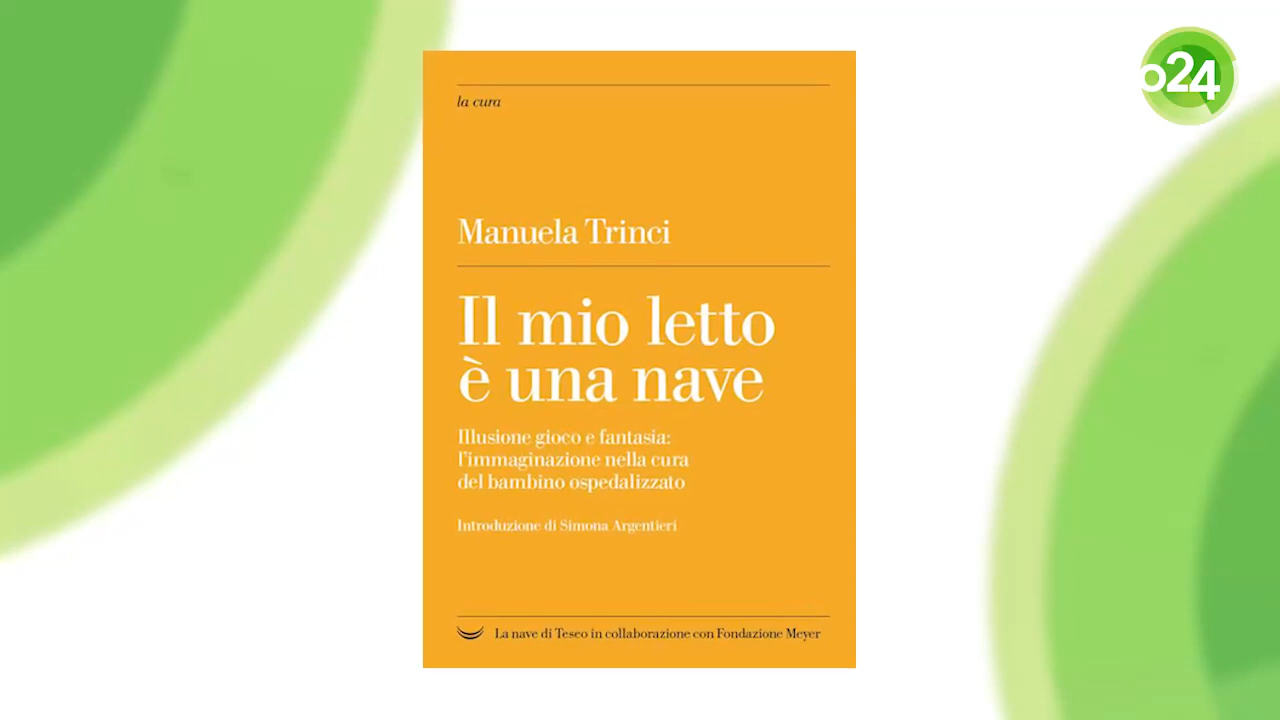 la cura
Manuela Trinci
Il mio letto
è una nave
Illusione gioco e fantasia:
l'immaginazione nella cura
del bambino ospedalizzato
Introduzione di Simona Argentieri
La nave di Teseo in collaborazione con Fondazione Meyer
o24